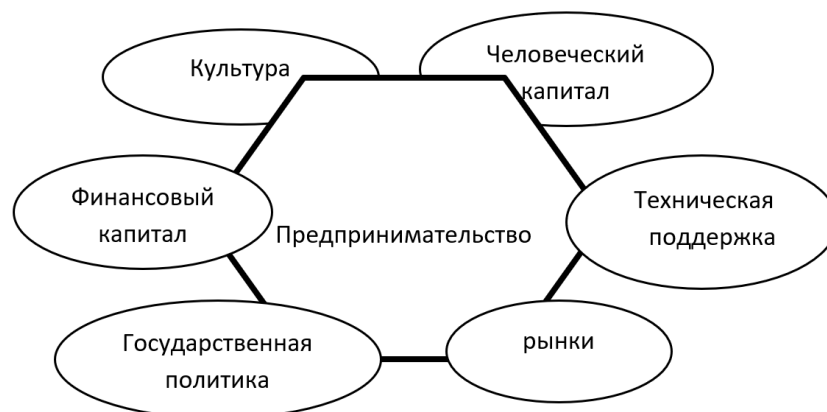 Культура
Человеческий
капитал
Финансовый
капитал
Предпринимательство
Техническая
поддержка
Государственная
политика
рынки